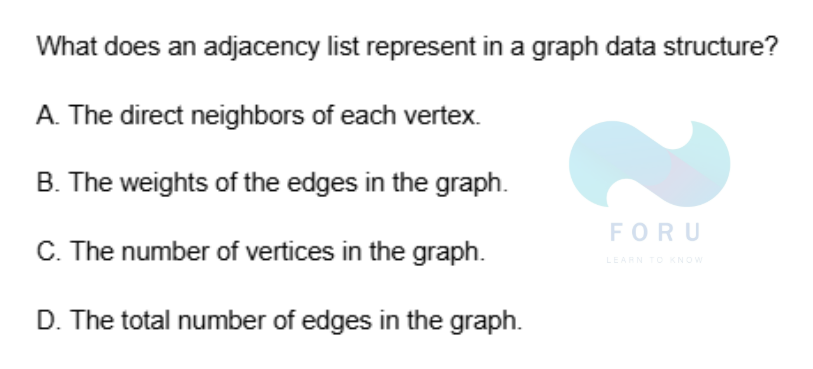 What does an adjacency list represent in a graph data structure?
A. The direct neighbors of each vertex.
B. The weights of the edges in the graph.
FORU
C. The number of vertices in the graph.
LEARN TO KNOW
D. The total number of edges in the graph.